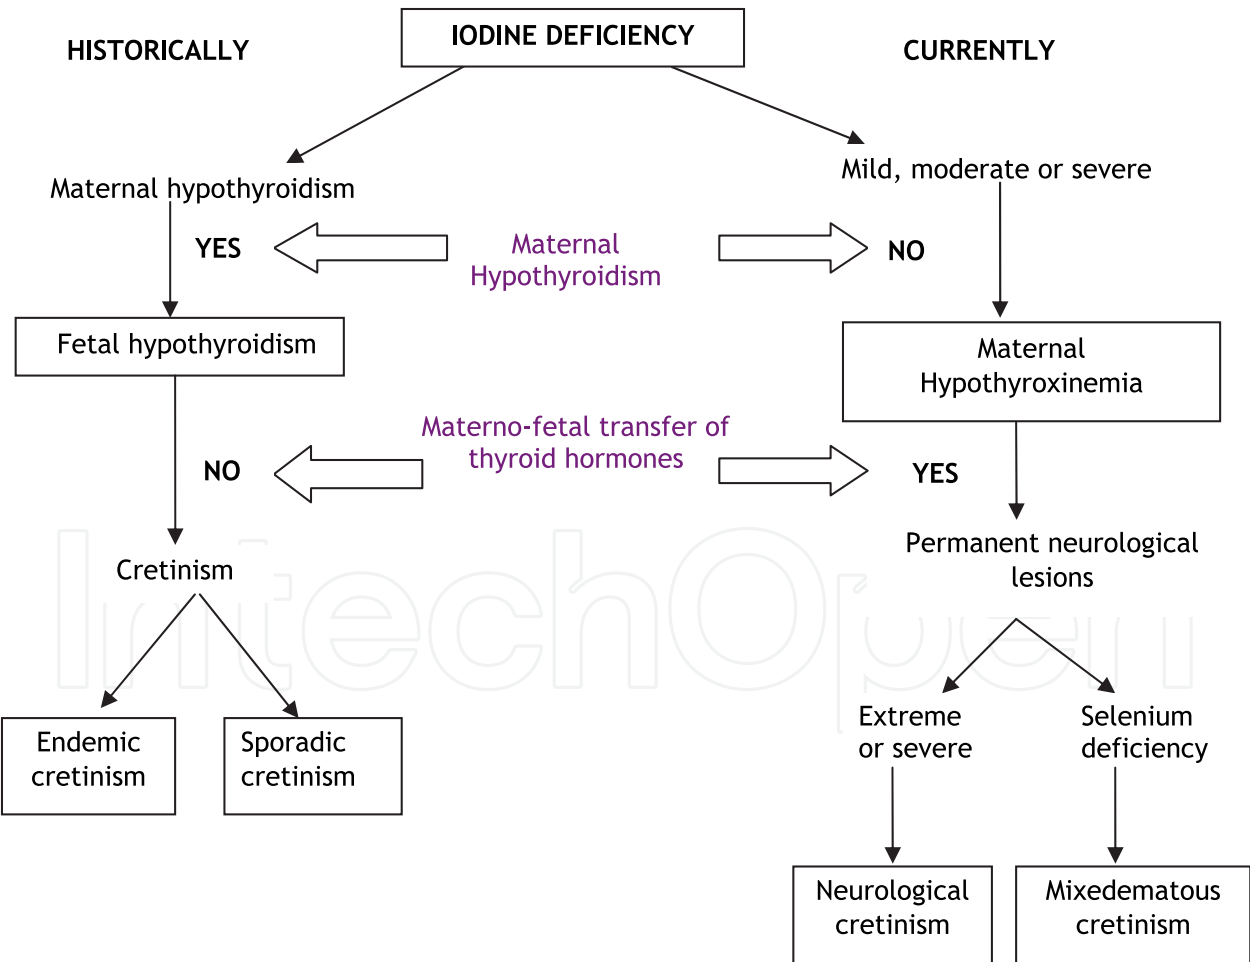 HISTORICALLY
IODINE DEFICIENCY
CURRENTLY
Maternal hypothyroidism
Mild, moderate or severe
YES
Maternal
Hypothyroidism
NO
Fetal hypothyroidism
Maternal
Hypothyroxinemia
Materno-fetal transfer of
thyroid hormones
NO
YES
Cretinism
Permanent neurological
lesions
IntechOpen
Endemic
cretinism
Sporadic
cretinism
Extreme
or severe
Selenium
deficiency
Neurological
cretinism
Mixedematous
cretinism